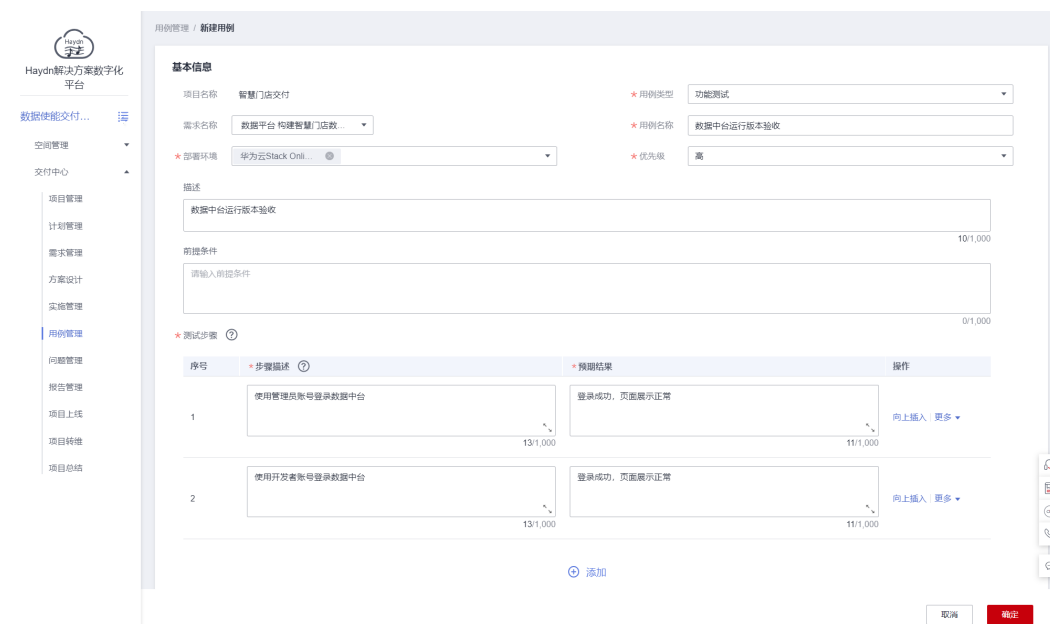 用例管理 / 新建用例
Haydn
Haydn解决方案数字化
平台
数据使能交付...
空间管理
交付中心
项目管理
计划管理
需求管理
方案设计
实施管理
用例管理
问题管理
报告管理
项目上线
项目转维
项目总结
基本信息
项目名称 智慧门店交付
* 用例类型 功能测试
需求名称 数据平台 构建智慧门店数...
* 用例名称 数据中台运行版本验收
* 部署环境 华为云Stack Onli...
* 优先级 高
描述
数据中台运行版本验收
10/1,000
前提条件
请输入前提条件
0/1,000
* 测试步骤 ?
序号 * 步骤描述 ? * 预期结果 操作
1 使用管理员账号登录数据中台 登录成功，页面展示正常 向上插入 更多
13/1,000 11/1,000
2 使用开发者账号登录数据中台 登录成功，页面展示正常 向上插入 更多
13/1,000 11/1,000
添加
取消 确定